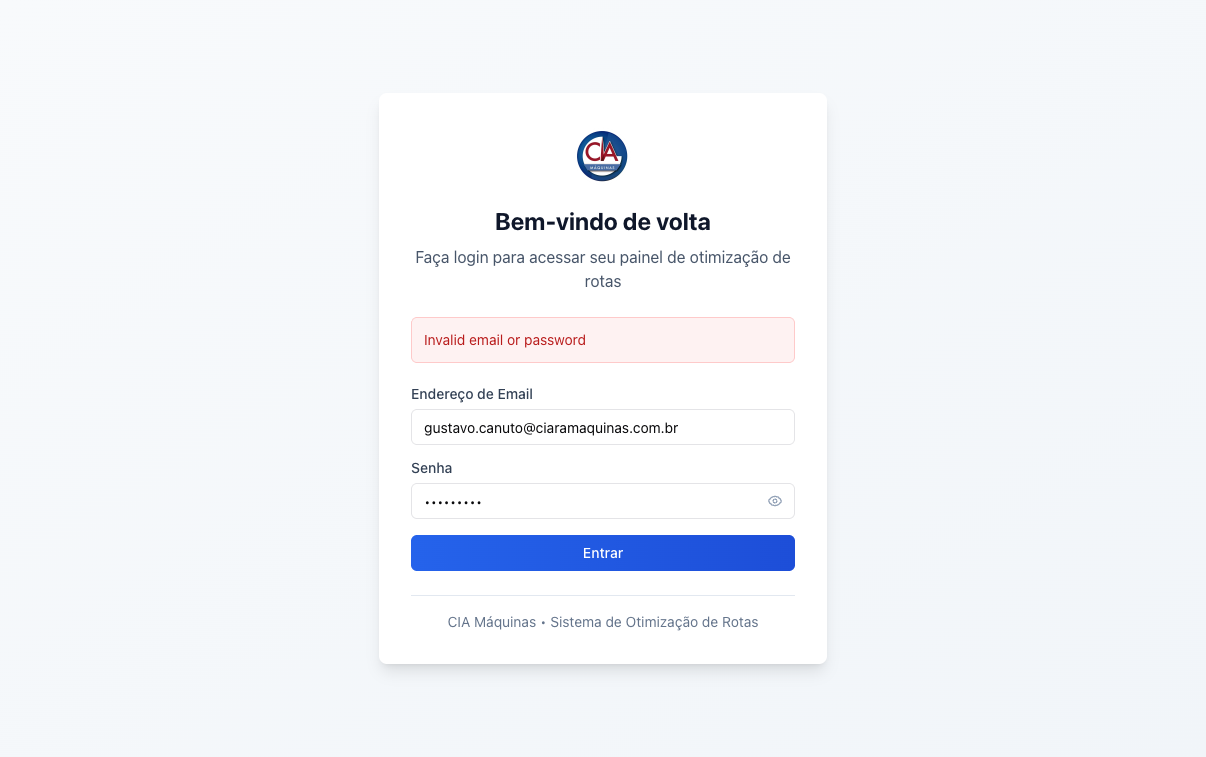 CIA
MÁQUINAS
Bem-vindo de volta
Faça login para acessar seu painel de otimização de
rotas
Invalid email or password
Endereço de Email
gustavo.canuto@ciaramaquinas.com.br
Senha
•••••••••
Entrar
CIA Máquinas • Sistema de Otimização de Rotas